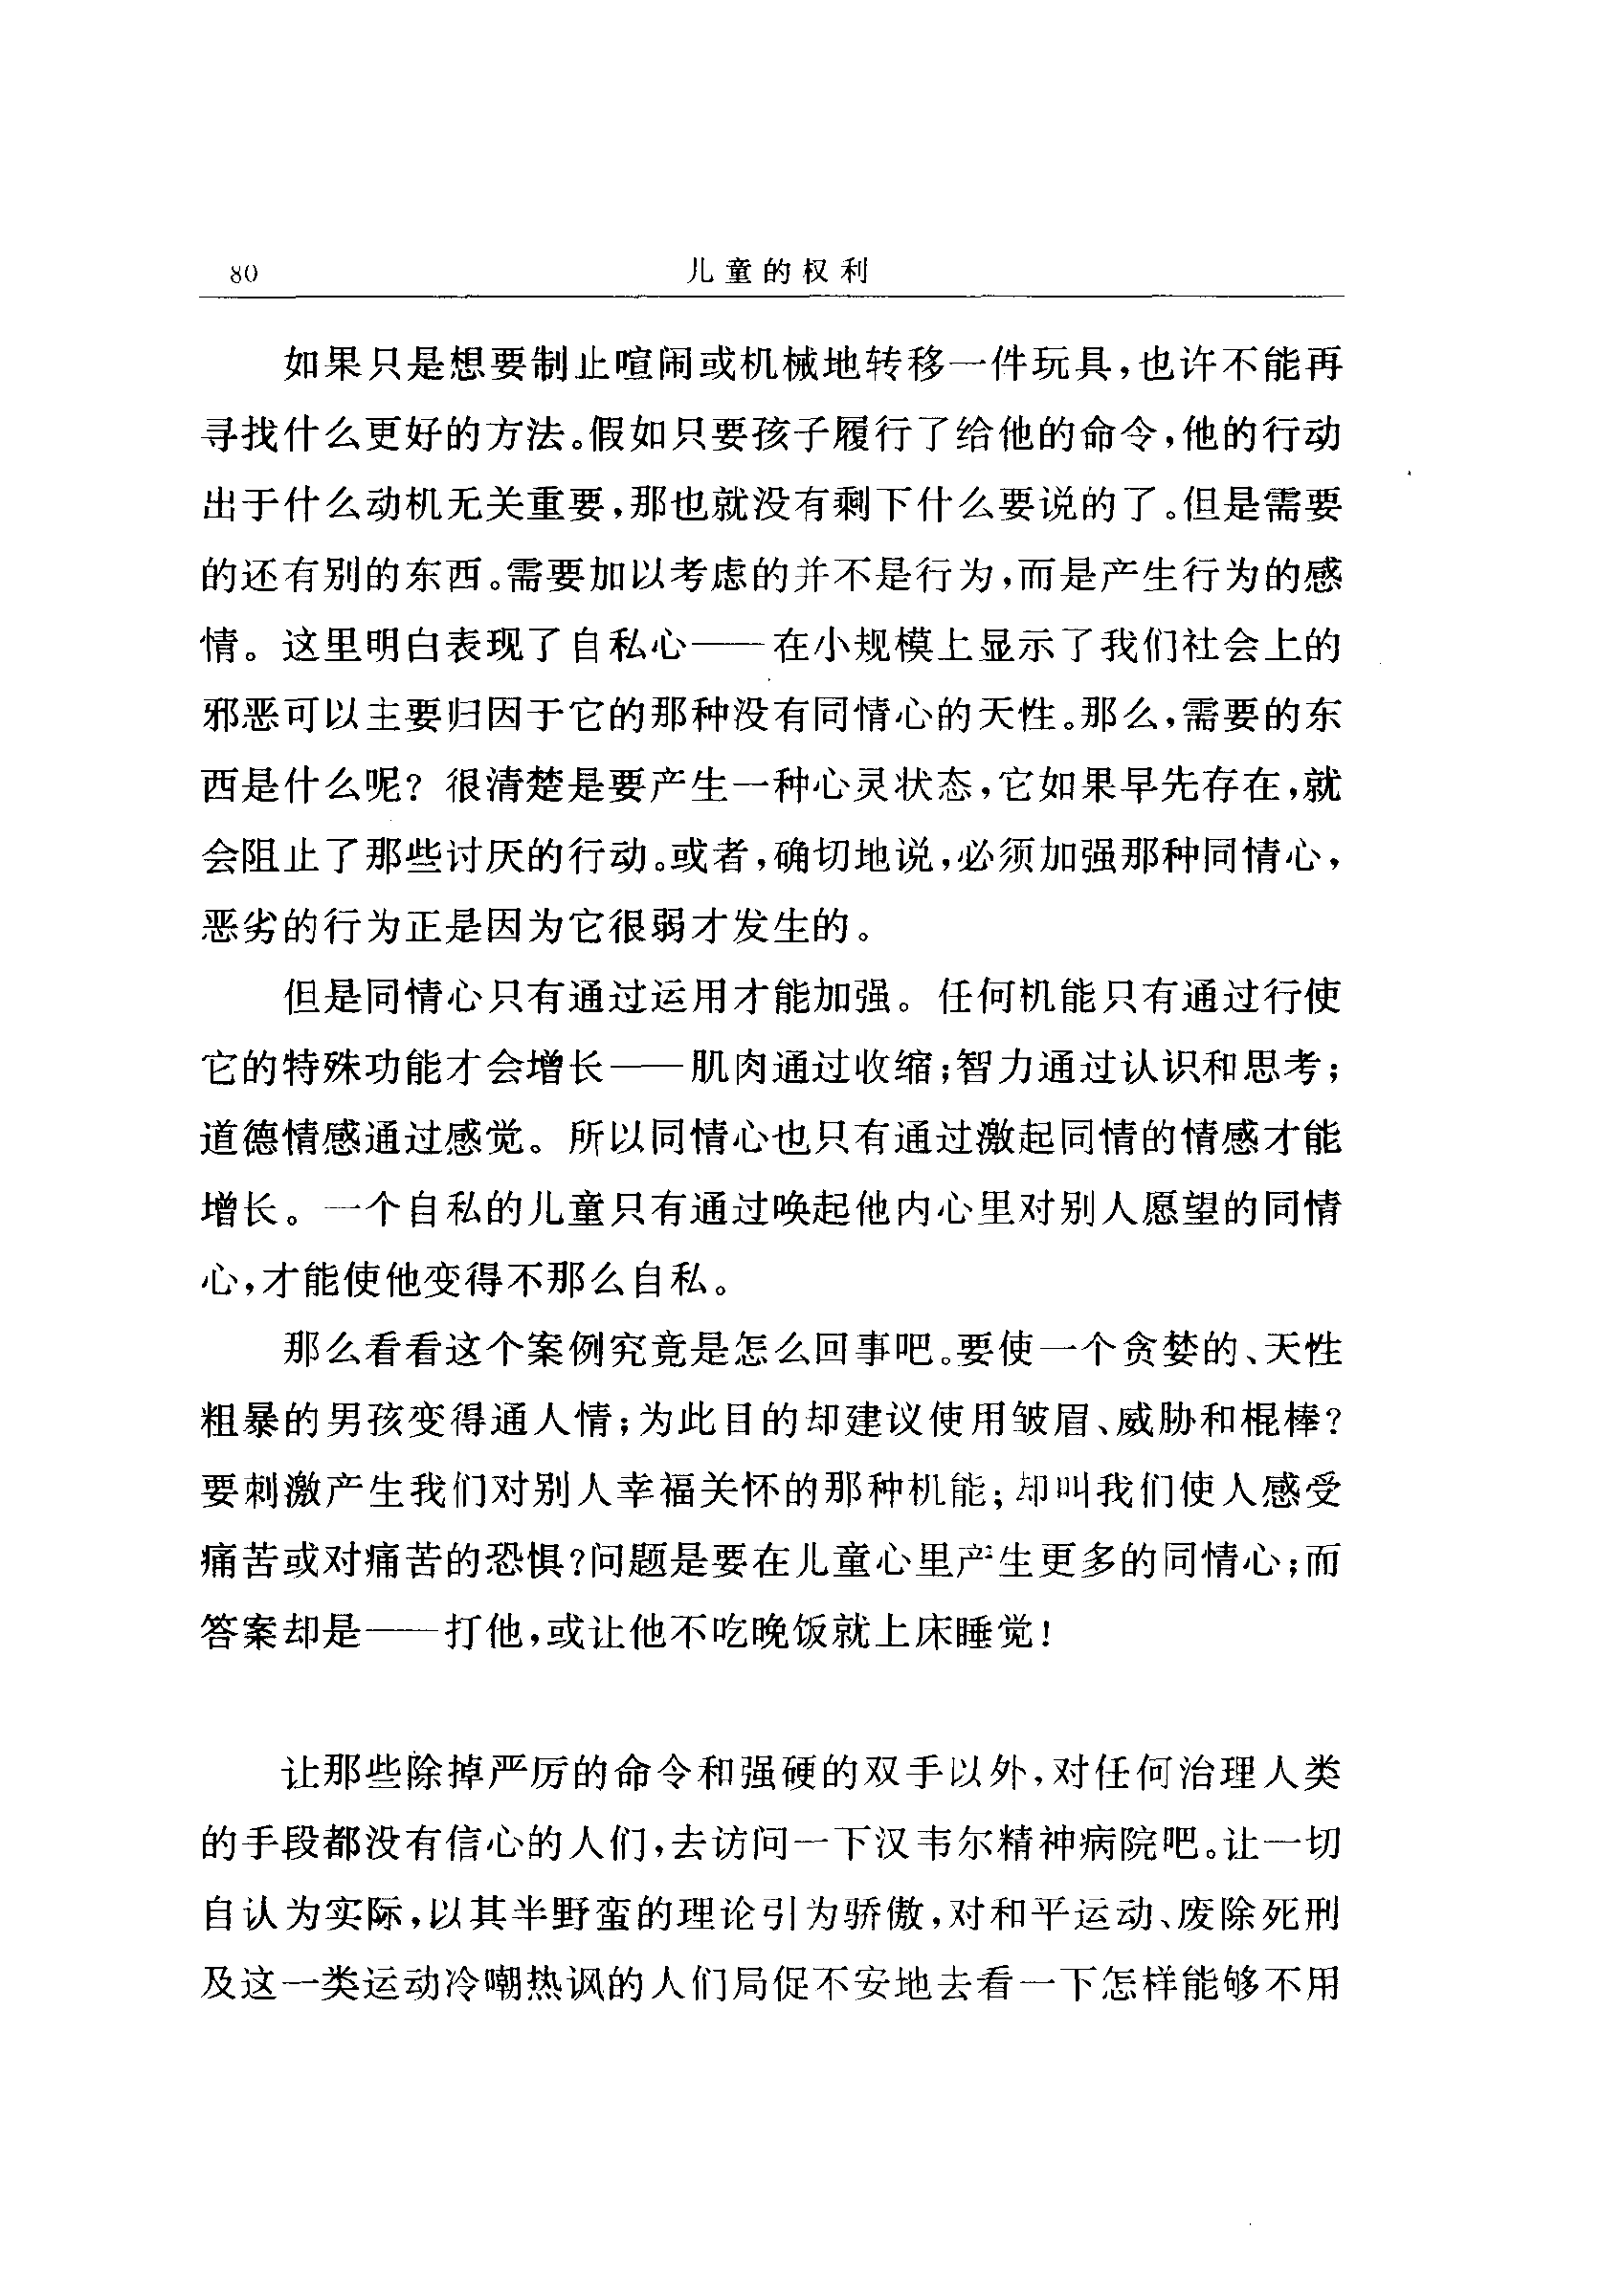 80 儿童的权利
如果只是想要制止喧闹或机械地转移一件玩具,也许不能再
寻找什么更好的方法。假如只要孩子履行了给他的命令,他的行动
出于什么动机无关重要,那也就没有剩下什么要说的了。但是需要
的还有别的东西。需要加以考虑的并不是行为,而是产生行为的感
情。这里明白表现了自私心——在小规模上显示了我们社会上的
邪恶可以主要归因于它的那种没有同情心的天性。那么,需要的东
西是什么呢? 很清楚是要产生一种心灵状态,它如果早先存在,就
会阻止了那些讨厌的行动。或者,确切地说,必须加强那种同情心,
恶劣的行为正是因为它很弱才发生的。
但是同情心只有通过运用才能加强。任何机能只有通过行使
它的特殊功能才会增长——肌肉通过收缩;智力通过认识和思考;
道德情感通过感觉。所以同情心也只有通过激起同情的情感才能
增长。一个自私的儿童只有通过唤起他内心里对别人愿望的同情
心,才能使他变得不那么自私。
那么看看这个案例究竟是怎么回事吧。要使一个贪婪的、天性
粗暴的男孩变得通人情;为此目的却建议使用皱眉、威胁和棍棒?
要刺激产生我们对别人幸福关怀的那种机能;却叫我们使人感受
痛苦或对痛苦的恐惧?问题是要在儿童心里产生更多的同情心;而
答案却是——打他,或让他不吃晚饭就上床睡觉!
让那些除掉严厉的命令和强硬的双手以外,对任何治理人类
的手段都没有信心的人们,去访问一下汉韦尔精神病院吧。让一切
自认为实际,以其半野蛮的理论引为骄傲,对和平运动、废除死刑
及这一类运动冷嘲热讽的人们局促不安地去看一下怎样能够不用